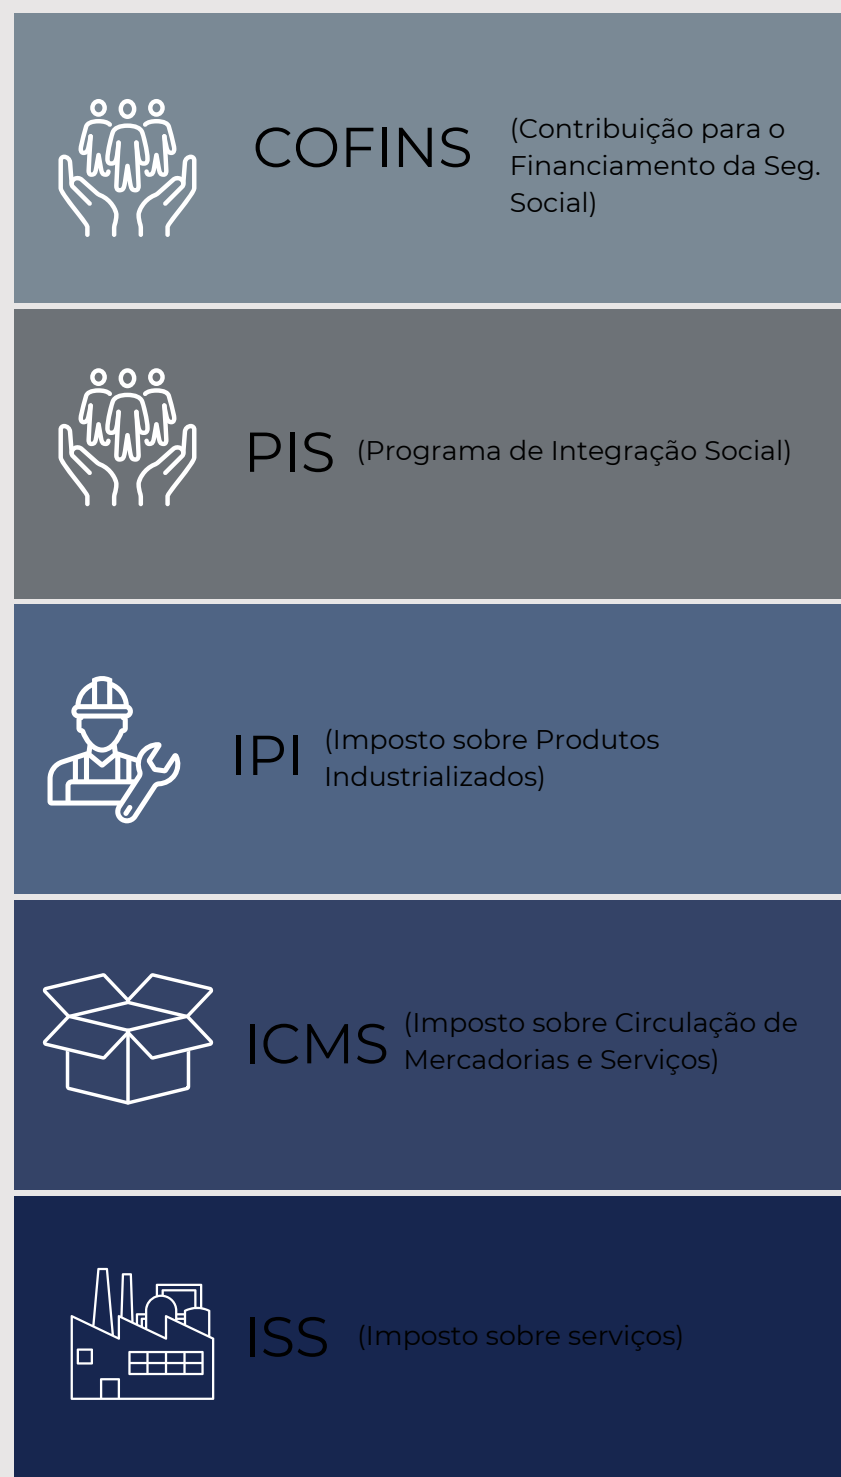 COFINS
(Contribuição para o
Financiamento da Seg.
Social)
PIS
(Programa de Integração Social)
IPI
(Imposto sobre Produtos
Industrializados)
ICMS
(Imposto sobre Circulação de
Mercadorias e Serviços)
ISS
(Imposto sobre serviços)